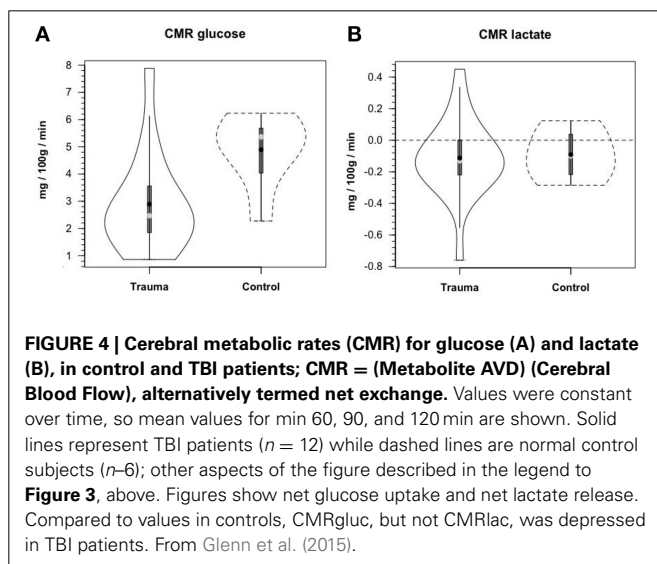 A
CMR glucose
mg / 100g / min
8
7
6
5
4
3
2
1
Trauma
Control
B
CMR lactate
mg / 100g / min
0.4
0.2
0.0
-0.2
-0.4
-0.6
-0.8
Trauma
Control
FIGURE 4 | Cerebral metabolic rates (CMR) for glucose (A) and lactate
(B), in control and TBI patients; CMR = (Metabolite AVD) (Cerebral
Blood Flow), alternatively termed net exchange. Values were constant
over time, so mean values for min 60, 90, and 120 min are shown. Solid
lines represent TBI patients (n = 12) while dashed lines are normal control
subjects (n–6); other aspects of the figure described in the legend to
Figure 3, above. Figures show net glucose uptake and net lactate release.
Compared to values in controls, CMRgluc, but not CMRlac, was depressed
in TBI patients. From Glenn et al. (2015).